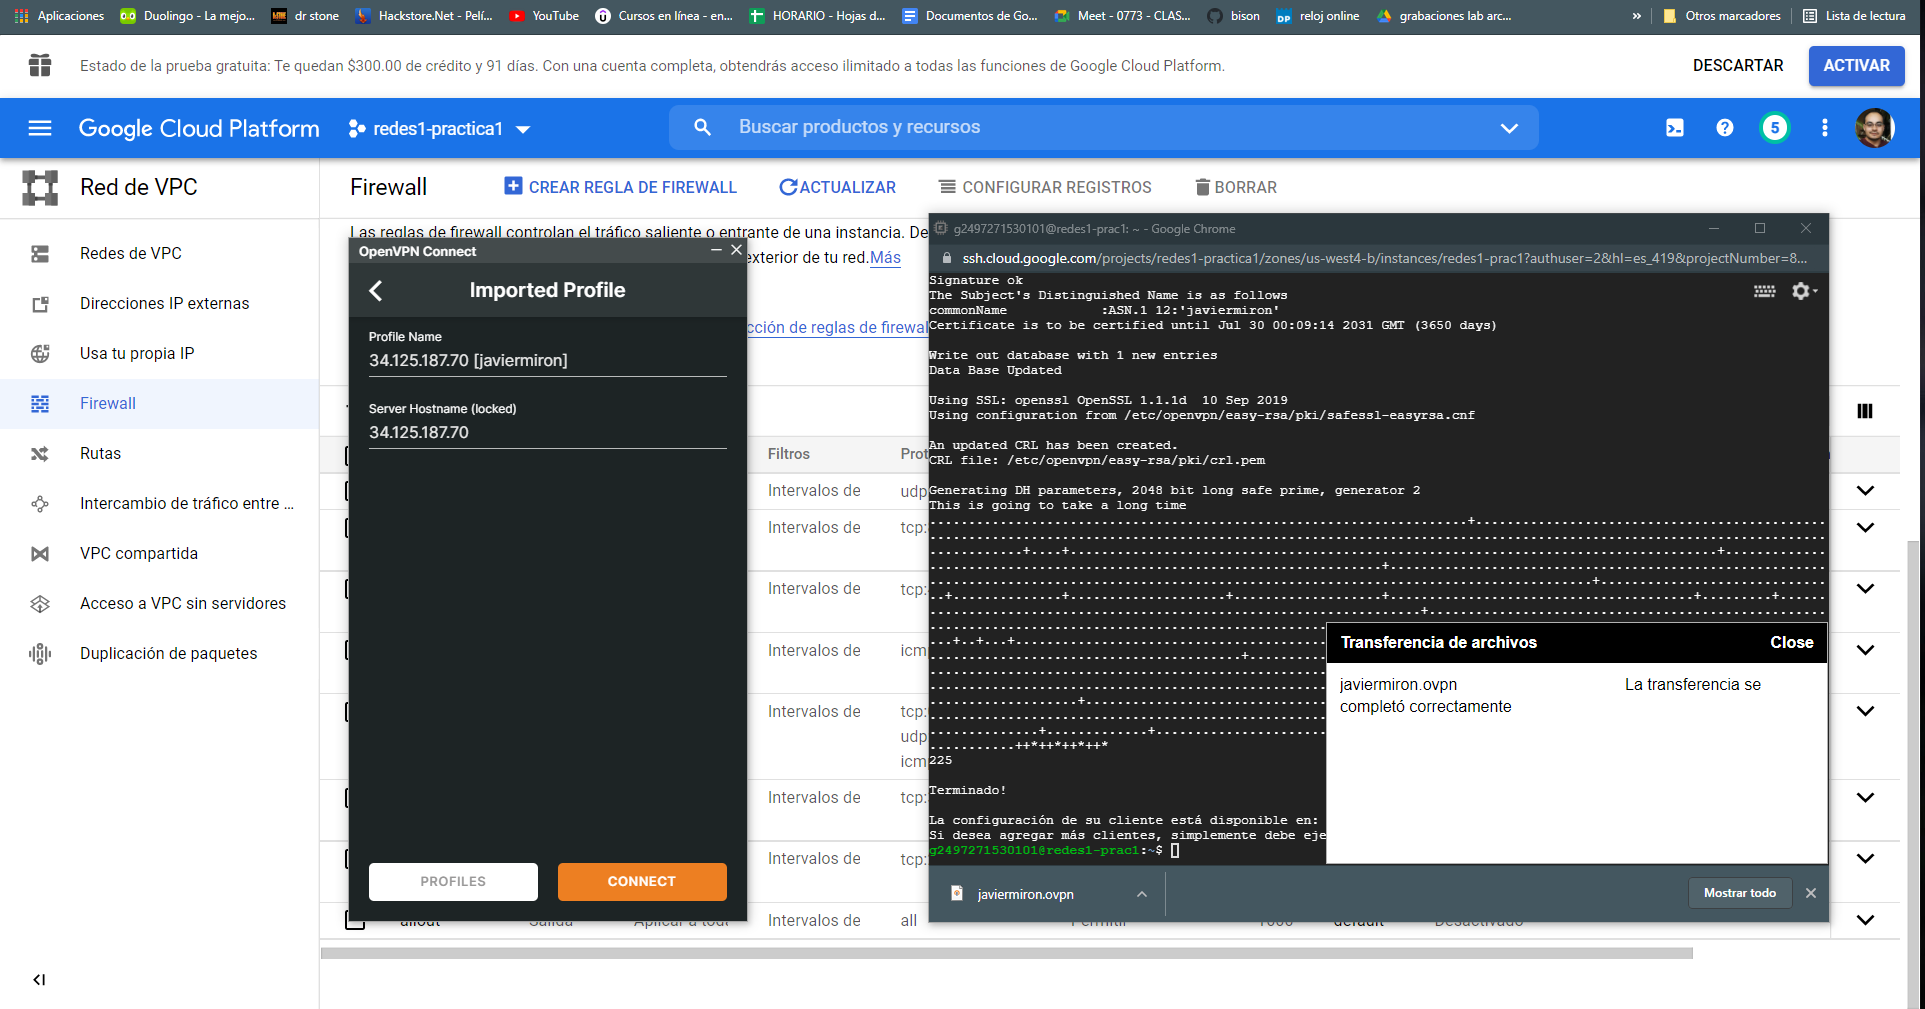 Aplicaciones
Duolingo - La mejo...
dr stone
Hackstore.Net - Pelí...
YouTube
Cursos en línea - en...
HORARIO - Hojas d...
Documentos de Go...
Meet - 0773 - CLAS...
bison
reloj online
grabaciones lab arc...
»
Otros marcadores
Lista de lectura
Estado de la prueba gratuita: Te quedan $300.00 de crédito y 91 días. Con una cuenta completa, obtendrás acceso ilimitado a todas las funciones de Google Cloud Platform.
DESCARTAR
ACTIVAR
Google Cloud Platform
redes1-practica1
Buscar productos y recursos
5
Red de VPC
Redes de VPC
Direcciones IP externas
Usa tu propia IP
Firewall
Rutas
Intercambio de tráfico entre ...
VPC compartida
Acceso a VPC sin servidores
Duplicación de paquetes
Firewall
CREAR REGLA DE FIREWALL
ACTUALIZAR
CONFIGURAR REGISTROS
BORRAR
Las reglas de firewall controlan el tráfico saliente o entrante de una instancia. De
exterior de tu red. Más
cción de reglas de firewal
Filtros
Prot
Intervalos de
udp
Intervalos de
tcp:
Intervalos de
tcp:
Intervalos de
icm
Intervalos de
tcp:
udp
icm
Intervalos de
tcp:
Intervalos de
tcp:
allout
Salida
Aplicar a todo
Intervalos de
all
Permitir
1000
default
Desactivado
OpenVPN Connect
Imported Profile
Profile Name
34.125.187.70 [javiermiron]
Server Hostname (locked)
34.125.187.70
PROFILES
CONNECT
g2497271530101@redes1-prac1: ~ - Google Chrome
ssh.cloud.google.com/projects/redes1-practica1/zones/us-west4-b/instances/redes1-prac1?authuser=2&hl=es_419&projectNumber=8...
Signature ok
The Subject's Distinguished Name is as follows
commonName            :ASN.1 12:'javiermiron'
Certificate is to be certified until Jul 30 00:09:14 2031 GMT (3650 days)
Write out database with 1 new entries
Data Base Updated
Using SSL: openssl OpenSSL 1.1.1d  10 Sep 2019
Using configuration from /etc/openvpn/easy-rsa/pki/safessl-easyrsa.cnf
An updated CRL has been created.
CRL file: /etc/openvpn/easy-rsa/pki/crl.pem
Generating DH parameters, 2048 bit long safe prime, generator 2
This is going to take a long time
...........++*++*++*++*
225
Terminado!
La configuración de su cliente está disponible en:
Si desea agregar más clientes, simplemente debe eje
g2497271530101@redes1-prac1:~$
Transferencia de archivos
Close
javiermiron.ovpn
La transferencia se
completó correctamente
javiermiron.ovpn
Mostrar todo